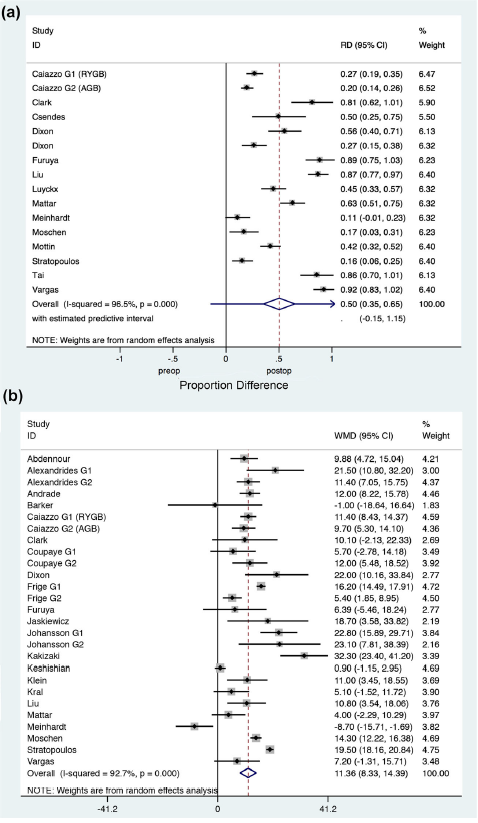 (a)
Study %
ID RD (95% CI) Weight
Caiazzo G1 (RYGB) 0.27 (0.19, 0.35) 6.47
Caiazzo G2 (AGB) 0.20 (0.14, 0.26) 6.52
Clark 0.81 (0.62, 1.01) 5.90
Csendes 0.50 (0.25, 0.75) 5.50
Dixon 0.56 (0.40, 0.71) 6.13
Dixon 0.27 (0.15, 0.38) 6.32
Furuya 0.89 (0.75, 1.03) 6.23
Liu 0.87 (0.77, 0.97) 6.40
Luyckx 0.45 (0.33, 0.57) 6.32
Mattar 0.63 (0.51, 0.75) 6.32
Meinhardt 0.11 (-0.01, 0.23) 6.32
Moschen 0.17 (0.03, 0.31) 6.23
Mottin 0.42 (0.32, 0.52) 6.40
Stratopoulos 0.16 (0.06, 0.25) 6.40
Tai 0.86 (0.70, 1.01) 6.13
Vargas 0.92 (0.83, 1.02) 6.40
Overall (I-squared = 96.5%, p = 0.000) 0.50 (0.35, 0.65) 100.00
with estimated predictive interval . (-0.15, 1.15)
NOTE: Weights are from random effects analysis
-1 -.5 0 .5 1
preop postop
Proportion Difference
(b)
Study %
ID WMD (95% CI) Weight
Abdennour 9.88 (4.72, 15.04) 4.21
Alexandrides G1 21.50 (10.80, 32.20) 3.00
Alexandrides G2 11.40 (7.05, 15.75) 4.37
Andrade 12.00 (8.22, 15.78) 4.46
Barker -1.00 (-18.64, 16.64) 1.83
Caiazzo G1 (RYGB) 11.40 (8.43, 14.37) 4.59
Caiazzo G2 (AGB) 9.70 (5.30, 14.10) 4.36
Clark 10.10 (-2.13, 22.33) 2.69
Coupaye G1 5.70 (-2.78, 14.18) 3.49
Coupaye G2 12.00 (5.48, 18.52) 3.92
Dixon 22.00 (10.16, 33.84) 2.77
Frige G1 16.20 (14.49, 17.91) 4.72
Frige G2 5.40 (1.85, 8.95) 4.50
Furuya 6.39 (-5.46, 18.24) 2.77
Jaskiewicz 18.70 (3.58, 33.82) 2.19
Johansson G1 22.80 (15.89, 29.71) 3.84
Johansson G2 23.10 (7.81, 38.39) 2.16
Kakizaki 32.30 (23.40, 41.20) 3.39
Keshishian 0.90 (-1.15, 2.95) 4.69
Klein 11.00 (3.45, 18.55) 3.69
Kral 5.10 (-1.52, 11.72) 3.90
Liu 10.80 (3.54, 18.06) 3.76
Mattar 4.00 (-2.29, 10.29) 3.97
Meinhardt -8.70 (-15.71, -1.69) 3.82
Moschen 14.30 (12.22, 16.38) 4.69
Stratopoulos 19.50 (18.16, 20.84) 4.75
Vargas 7.20 (-1.31, 15.71) 3.48
Overall (I-squared = 92.7%, p = 0.000) 11.36 (8.33, 14.39) 100.00
NOTE: Weights are from random effects analysis
-41.2 0 41.2